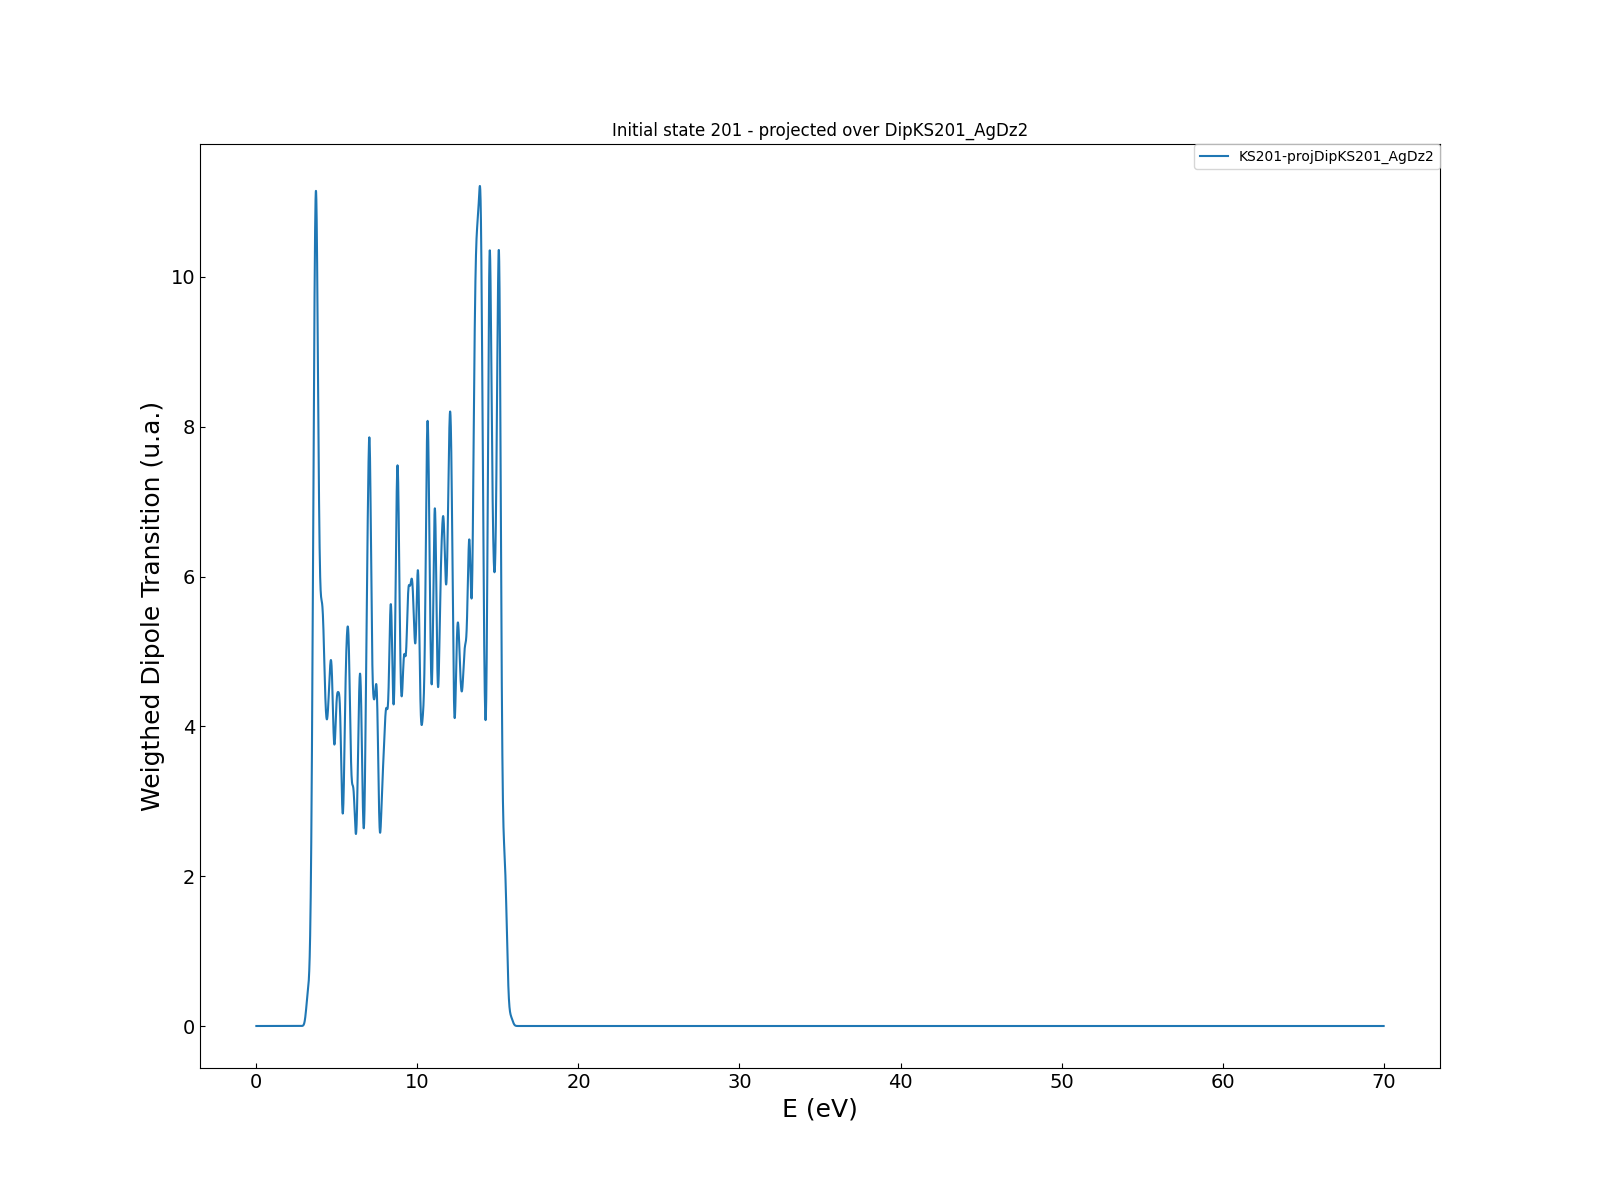 Initial state 201 - projected over DipKS201_AgDz2
KS201-projDipKS201_AgDz2
Weigthed Dipole Transition (u.a.)
10
8
6
4
2
0
0 10 20 30 40 50 60 70
E (eV)